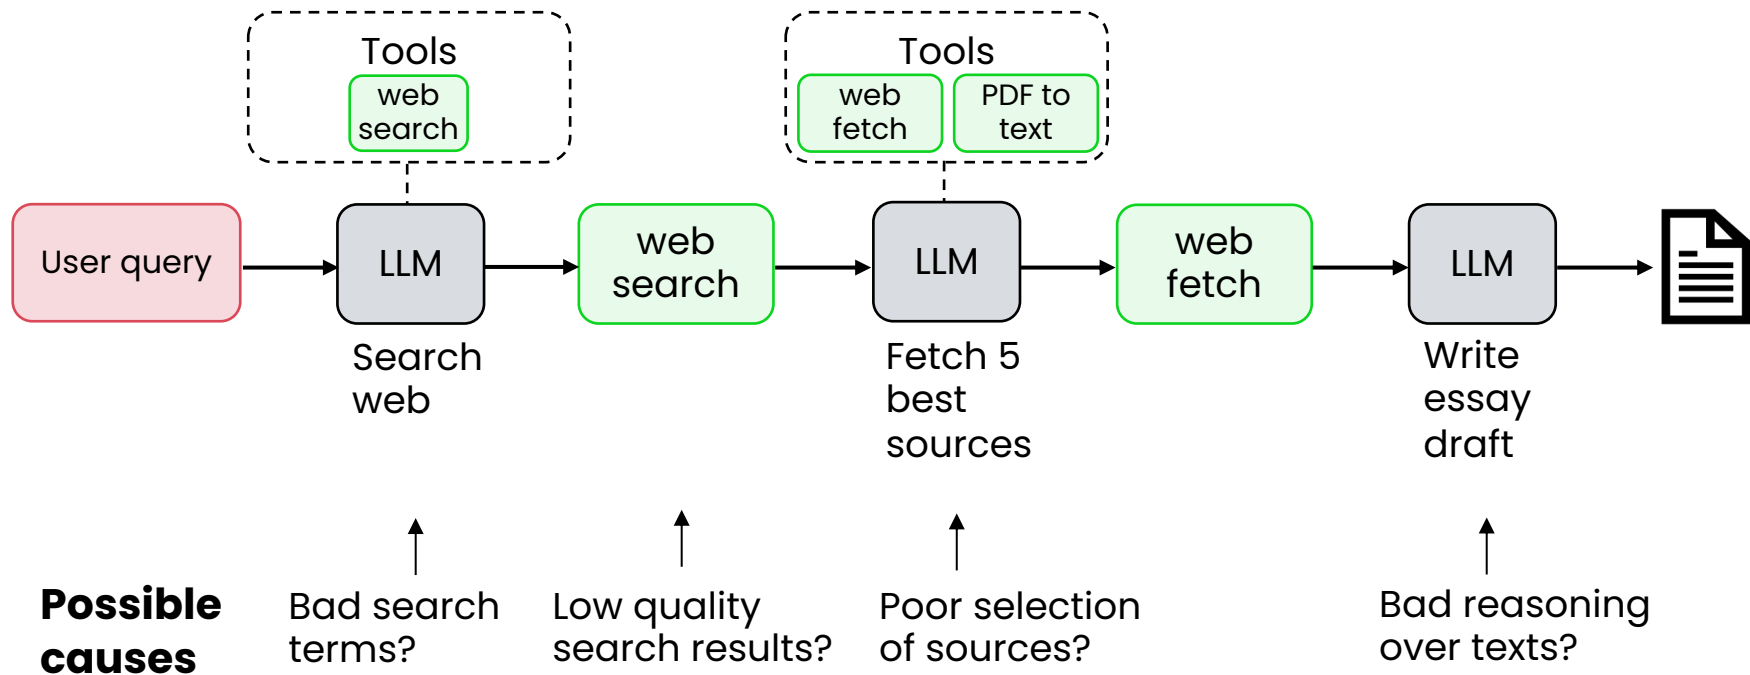 Tools
web
search
Tools
web
fetch
PDF to
text
User query
LLM
web
search
LLM
web
fetch
LLM
Search
web
Fetch 5
best
sources
Write
essay
draft
Possible
causes
Bad search
terms?
Low quality
search results?
Poor selection
of sources?
Bad reasoning
over texts?